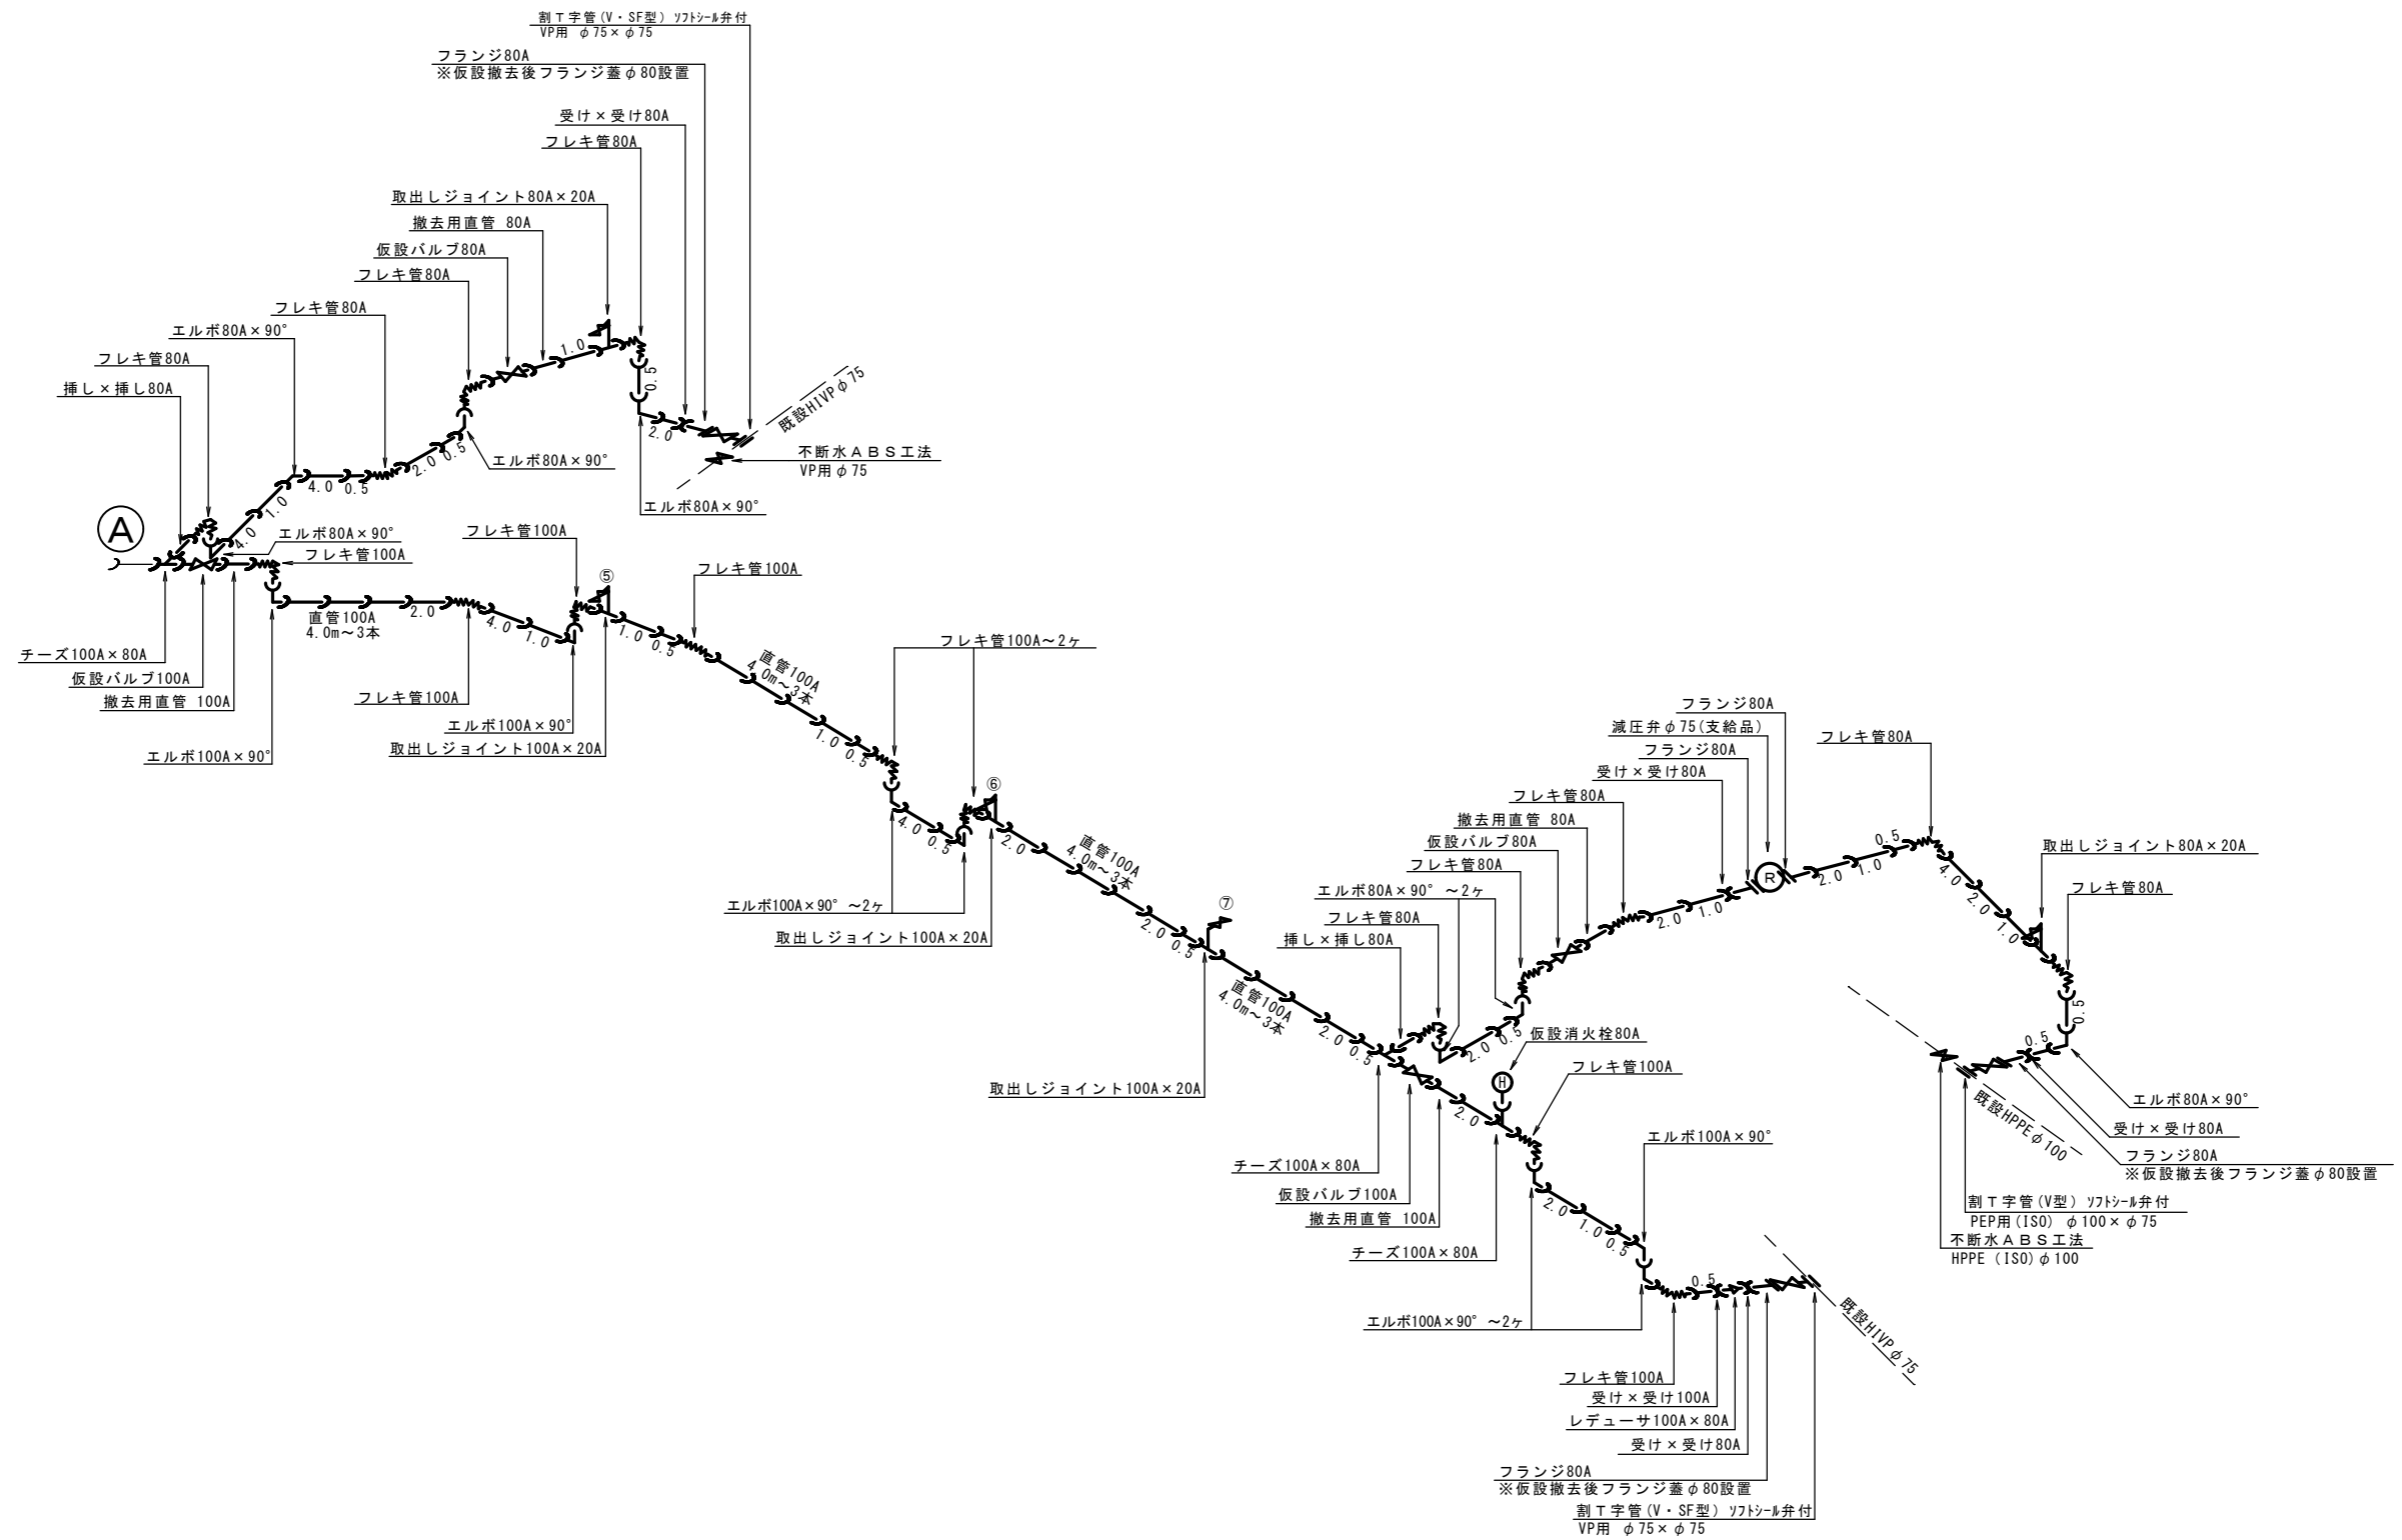 割Ｔ字管(V・SF型) ｿﾌﾄｼｰﾙ弁付
VP用 φ75×φ75
フランジ80A
※仮設撤去後フランジ蓋φ80設置
受け×受け80A
フレキ管80A
取出しジョイント80A×20A
撤去用直管 80A
仮設バルブ80A
フレキ管80A
フレキ管80A
エルボ80A×90°
フレキ管80A
挿し×挿し80A
1.0
0.5
2.0
既設HIVPφ75
不断水ＡＢＳ工法
VP用φ75
エルボ80A×90°
エルボ80A×90°
2.0
0.5
4.0
0.5
4.0
1.0
A
エルボ80A×90°
フレキ管100A
フレキ管100A
⑤
フレキ管100A
直管100A
4.0m～3本
2.0
4.0
1.0
1.0
0.5
チーズ100A×80A
仮設バルブ100A
撤去用直管 100A
エルボ100A×90°
フレキ管100A
エルボ100A×90°
取出しジョイント100A×20A
直管100A
4.0m～3本
1.0
0.5
フレキ管100A～2ヶ
⑥
4.0
0.5
2.0
エルボ100A×90°～2ヶ
取出しジョイント100A×20A
直管100A
4.0m～3本
2.0
0.5
⑦
直管100A
4.0m～3本
2.0
0.5
取出しジョイント100A×20A
フランジ80A
減圧弁φ75(支給品)
フランジ80A
受け×受け80A
フレキ管80A
撤去用直管 80A
仮設バルブ80A
フレキ管80A
エルボ80A×90°～2ヶ
フレキ管80A
挿し×挿し80A
フレキ管80A
R
2.0
1.0
2.0
1.0
0.5
4.0
2.0
1.0
取出しジョイント80A×20A
フレキ管80A
0.5
0.5
2.0
0.5
仮設消火栓80A
H
フレキ管100A
2.0
チーズ100A×80A
仮設バルブ100A
撤去用直管 100A
チーズ100A×80A
エルボ100A×90°
2.0
1.0
0.5
エルボ100A×90°～2ヶ
0.5
既設HPPEφ100
エルボ80A×90°
受け×受け80A
フランジ80A
※仮設撤去後フランジ蓋φ80設置
割Ｔ字管(V型) ｿﾌﾄｼｰﾙ弁付
PEP用(ISO) φ100×φ75
不断水ＡＢＳ工法
HPPE (ISO)φ100
既設HIVPφ75
フレキ管100A
受け×受け100A
レデューサ100A×80A
受け×受け80A
フランジ80A
※仮設撤去後フランジ蓋φ80設置
割Ｔ字管(V・SF型) ｿﾌﾄｼｰﾙ弁付
VP用 φ75×φ75